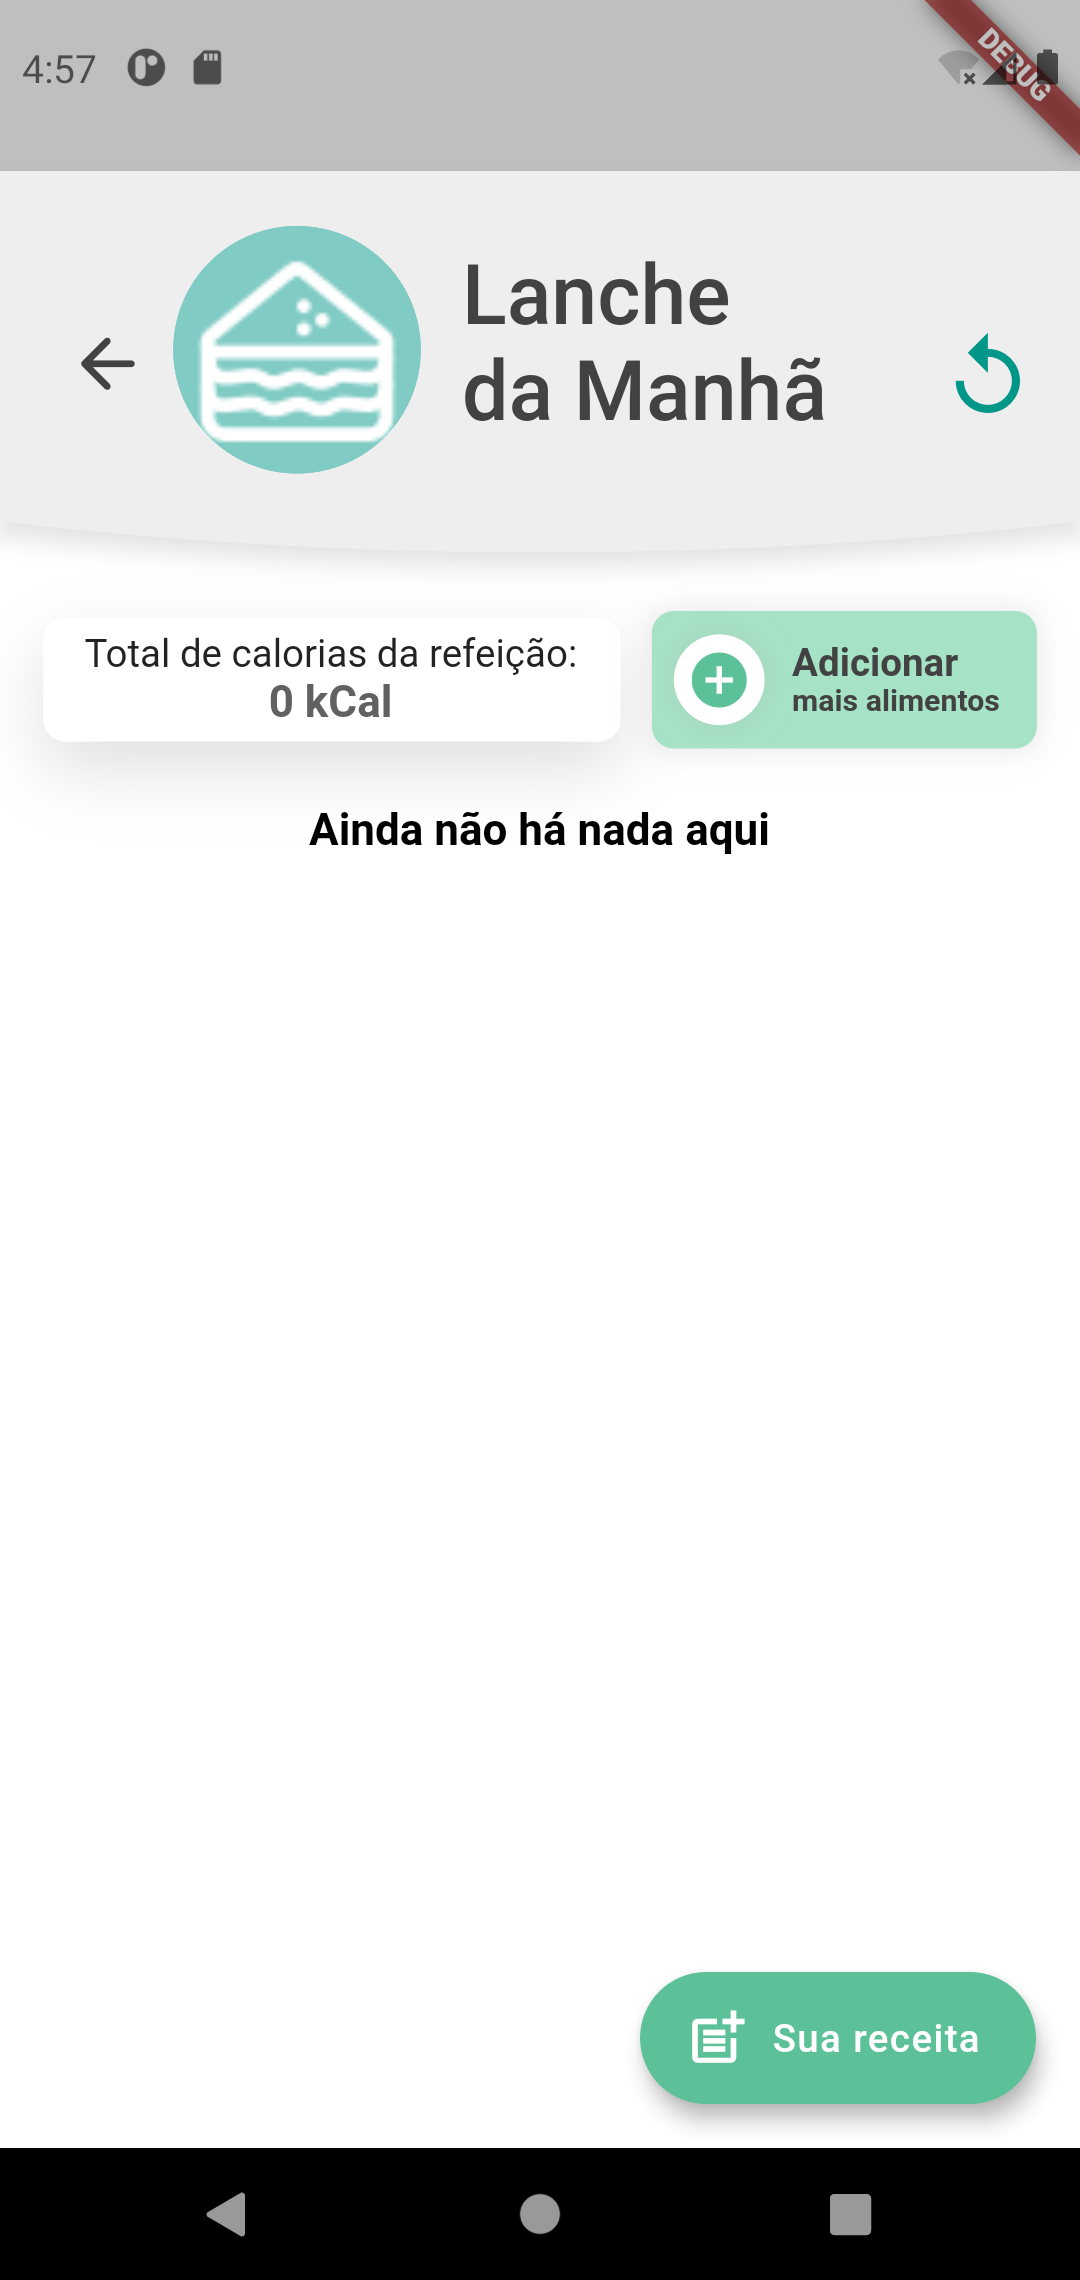 4:57
DEBUG
Lanche
da Manhã
Total de calorias da refeição:
0 kCal
Adicionar
mais alimentos
Ainda não há nada aqui
Sua receita